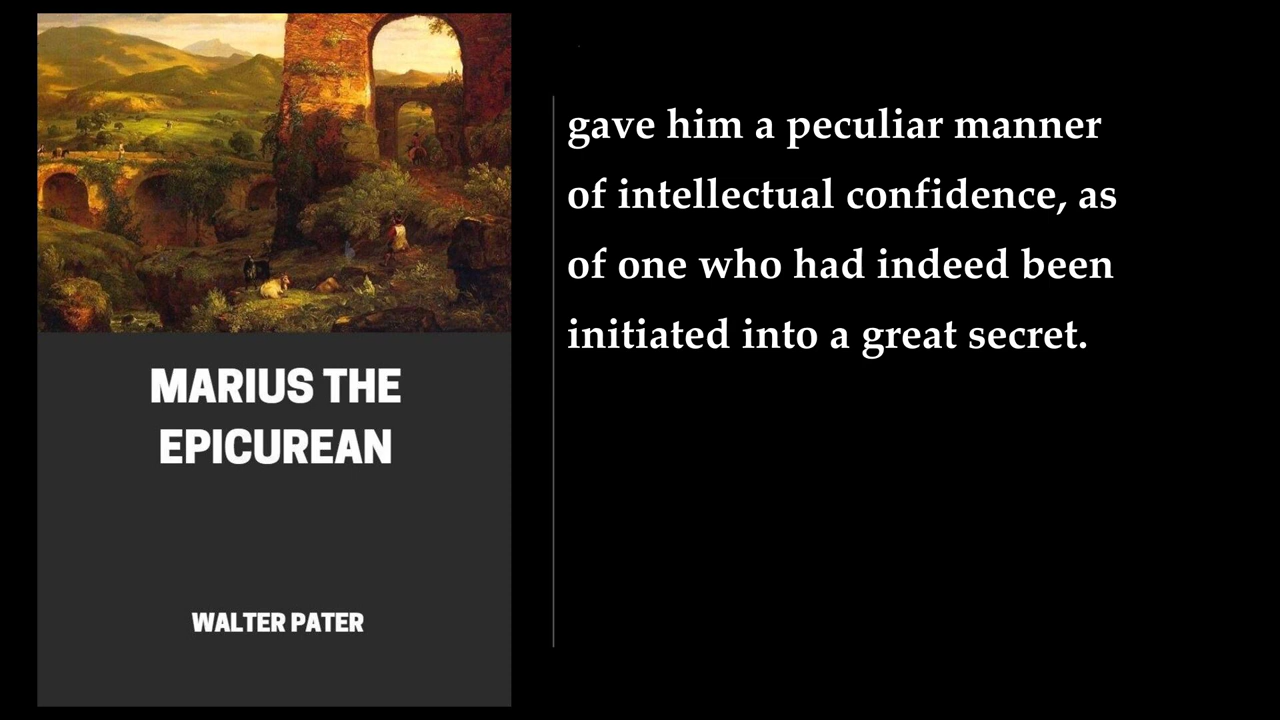 MARIUS THE
EPICUREAN
WALTER PATER
gave him a peculiar manner
of intellectual confidence, as
of one who had indeed been
initiated into a great secret.